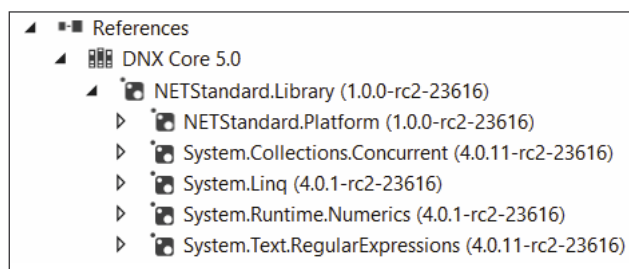 References
DNX Core 5.0
NETStandard.Library (1.0.0-rc2-23616)
NETStandard.Platform (1.0.0-rc2-23616)
System.Collections.Concurrent (4.0.11-rc2-23616)
System.Linq (4.0.1-rc2-23616)
System.Runtime.Numerics (4.0.1-rc2-23616)
System.Text.RegularExpressions (4.0.11-rc2-23616)